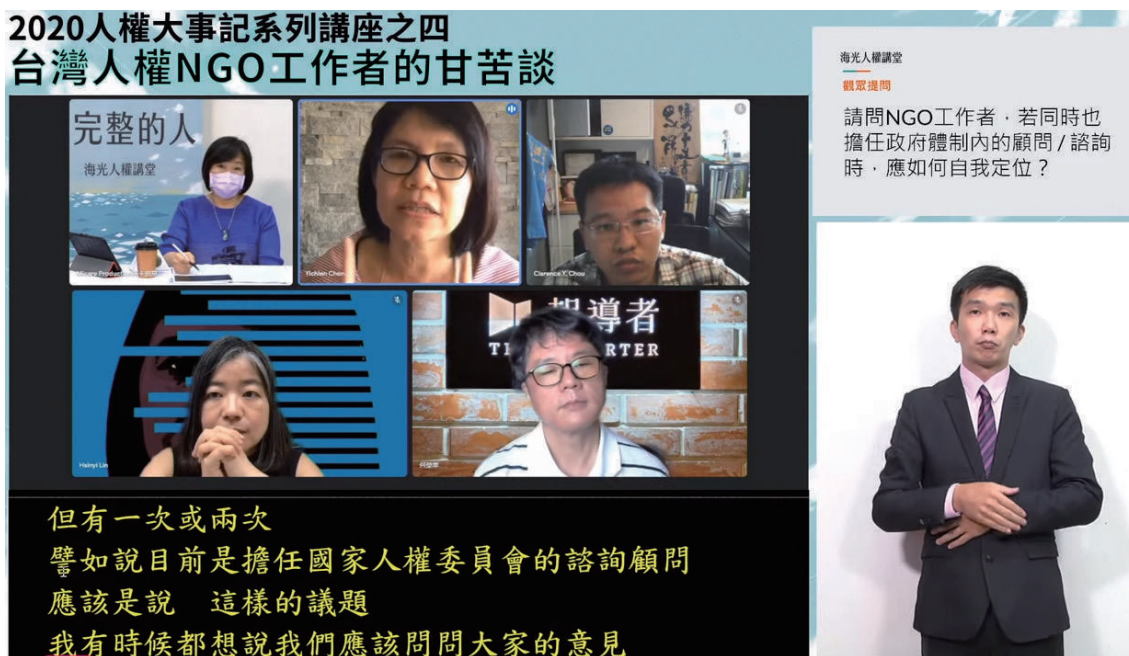 2020人權大事記系列講座之四
台灣人權NGO工作者的甘苦談
完整的人
海光人權講堂
Yichien Chen
Clarence Y. Chou
Hsinyi Lin
報導者
但有一次或兩次
譬如說目前是擔任國家人權委員會的諮詢顧問
應該是說 這樣的議題
我有時候都想說我們應該問問大家的意見
海光人權講堂
觀眾提問
請問NGO工作者，若同時也
擔任政府體制內的顧問/諮詢
時，應如何自我定位？